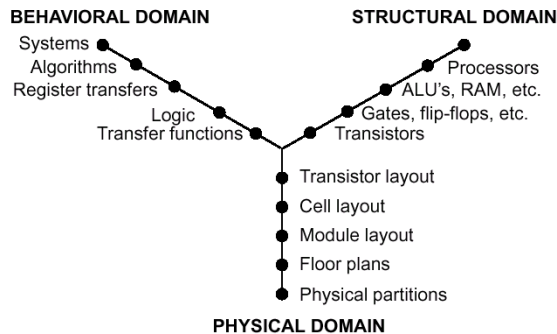 BEHAVIORAL DOMAIN
STRUCTURAL DOMAIN
Systems
Algorithms
Register transfers
Logic
Transfer functions
Processors
ALU's, RAM, etc.
Gates, flip-flops, etc.
Transistors
Transistor layout
Cell layout
Module layout
Floor plans
Physical partitions
PHYSICAL DOMAIN